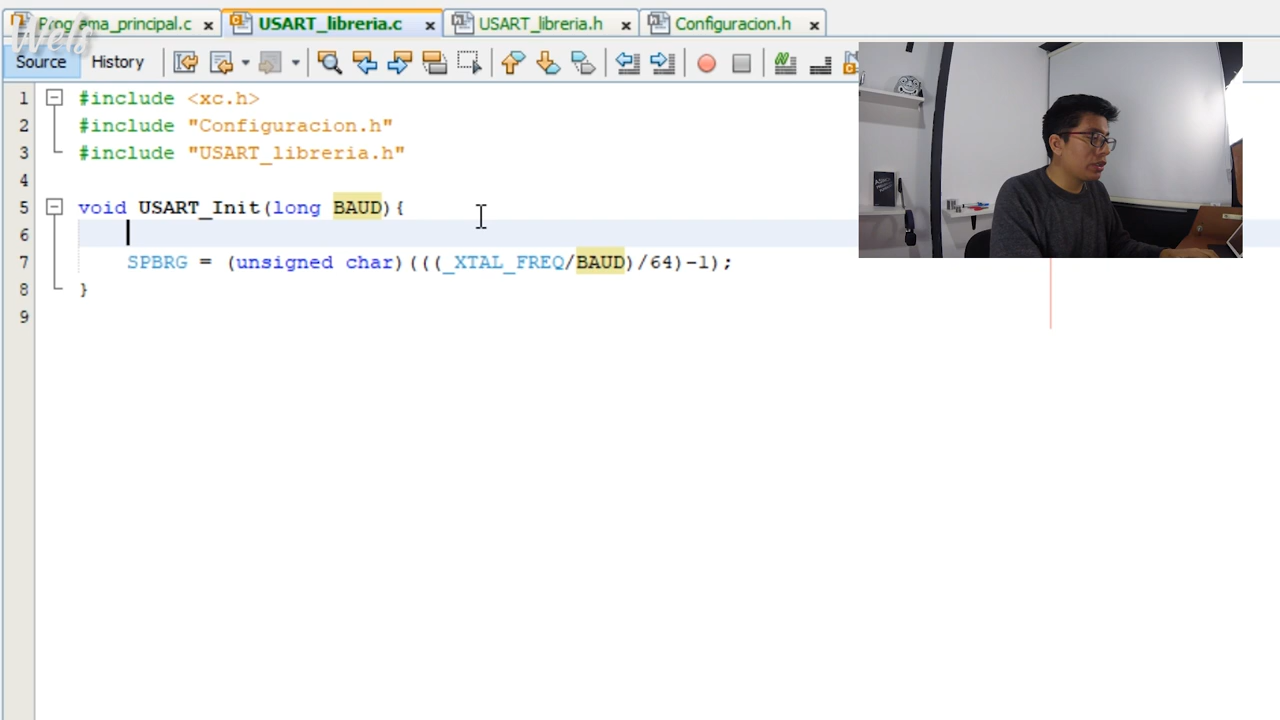 Programa_principal.c
USART_libreria.c
USART_libreria.h
Configuracion.h
Wels
Source
History
1 #include <xc.h>
2 #include "Configuracion.h"
3 #include "USART_libreria.h"
4
5 void USART_Init(long BAUD){
6
7 SPBRG = (unsigned char)(((_XTAL_FREQ/BAUD)/64)-1);
8 }
9